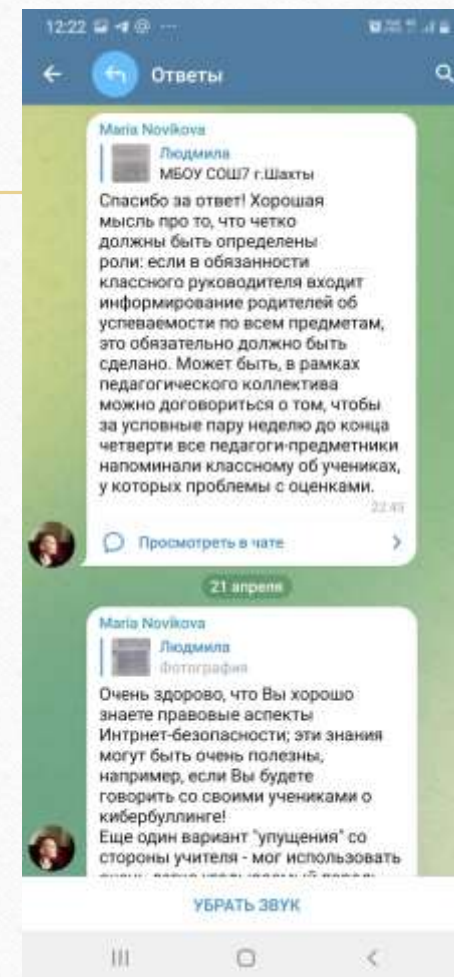 12:22
Ответы
Maria Novikova
Людмила
МБОУ СОШ7 г.Шахты
Спасибо за ответ! Хорошая
мысль про то, что четко
должны быть определены
роли: если в обязанности
классного руководителя входит
информирование родителей об
успеваемости по всем предметам,
это обязательно должно быть
сделано. Может быть, в рамках
педагогического коллектива
можно договориться о том, чтобы
за условные пару неделю до конца
четверти все педагоги-предметники
напоминали классному об учениках,
у которых проблемы с оценками.
Просмотреть в чате
21 апреля
Maria Novikova
Людмила
Фотография
Очень здорово, что Вы хорошо
знаете правовые аспекты
Интрнет-безопасности; эти знания
могут быть очень полезны,
например, если Вы будете
говорить со своими учениками о
кибербуллинге!
Еще один вариант "упущения" со
стороны учителя - мог использовать
УБРАТЬ ЗВУК